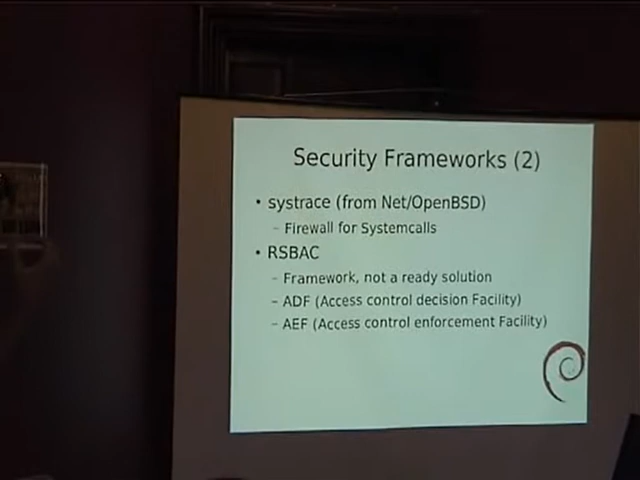 Security Frameworks (2)
• systrace (from Net/OpenBSD)
– Firewall for Systemcalls
• RSBAC
– Framework, not a ready solution
– ADF (Access control decision Facility)
– AEF (Access control enforcement Facility)